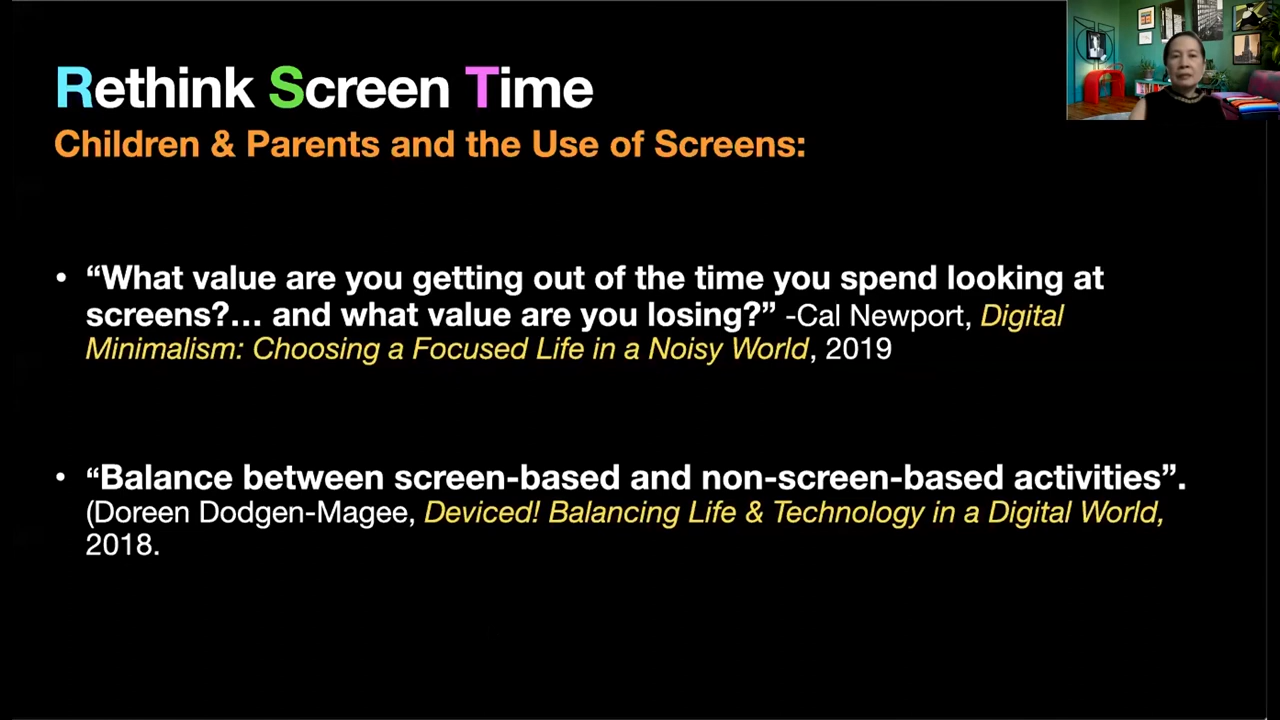 Rethink Screen Time
Children & Parents and the Use of Screens:
• “What value are you getting out of the time you spend looking at
screens?… and what value are you losing?” -Cal Newport, Digital
Minimalism: Choosing a Focused Life in a Noisy World, 2019
• “Balance between screen-based and non-screen-based activities”.
(Doreen Dodgen-Magee, Deviced! Balancing Life & Technology in a Digital World,
2018.